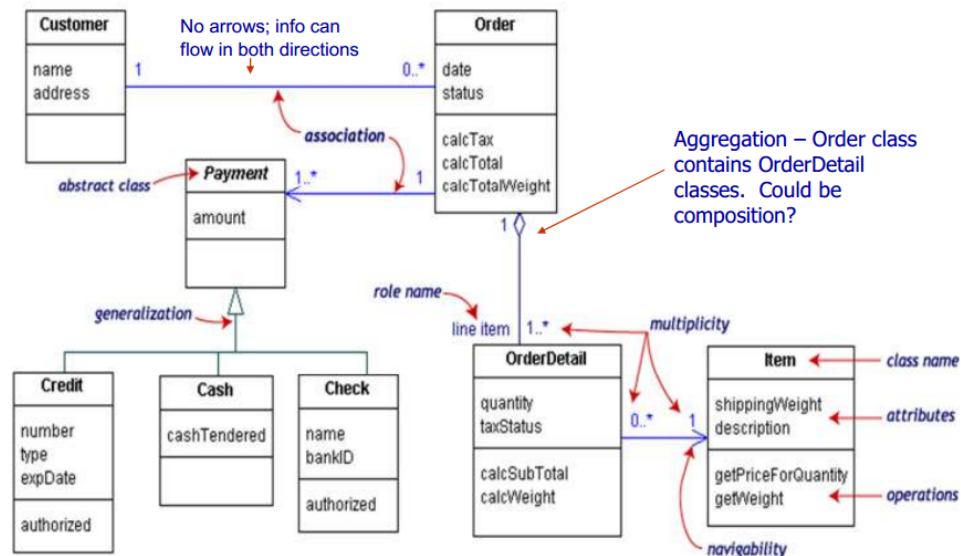 Customer
name
address
No arrows; info can
flow in both directions
1
0..*
Order
date
status
calcTax
calcTotal
calcTotalWeight
association
abstract class
Payment
amount
1..*
1
Aggregation – Order class
contains OrderDetail
classes. Could be
composition?
1
generalization
role name
line item
1..*
multiplicity
Credit
number
type
expDate
authorized
Cash
cashTendered
Check
name
bankID
authorized
OrderDetail
quantity
taxStatus
calcSubTotal
calcWeight
0..*
1
Item
shippingWeight
description
getPriceForQuantity
getWeight
class name
attributes
operations
navigability